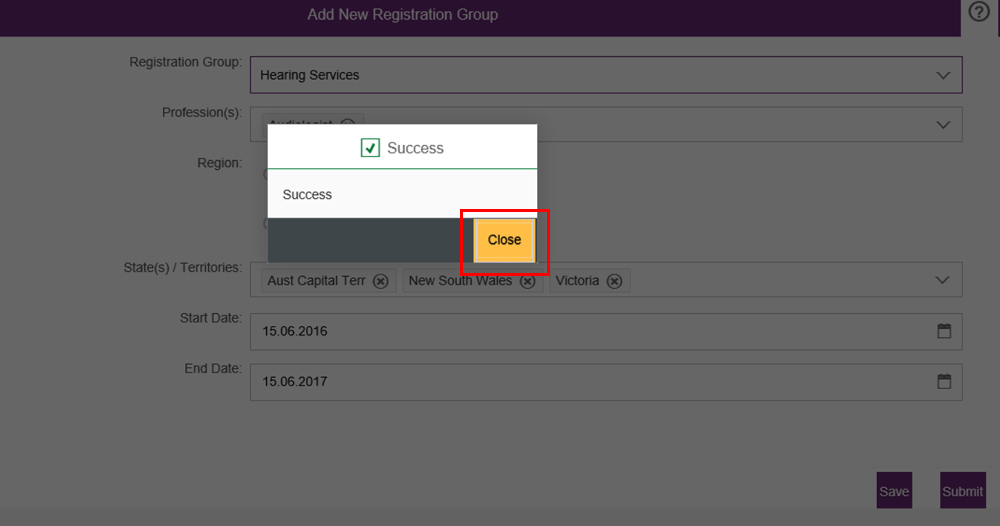 Add New Registration Group
Registration Group:
Hearing Services
Profession(s):
Audiologist
Success
Region:
Success
Close
State(s) / Territories:
Aust Capital Terr New South Wales Victoria
Start Date:
15.06.2016
End Date:
15.06.2017
Save Submit